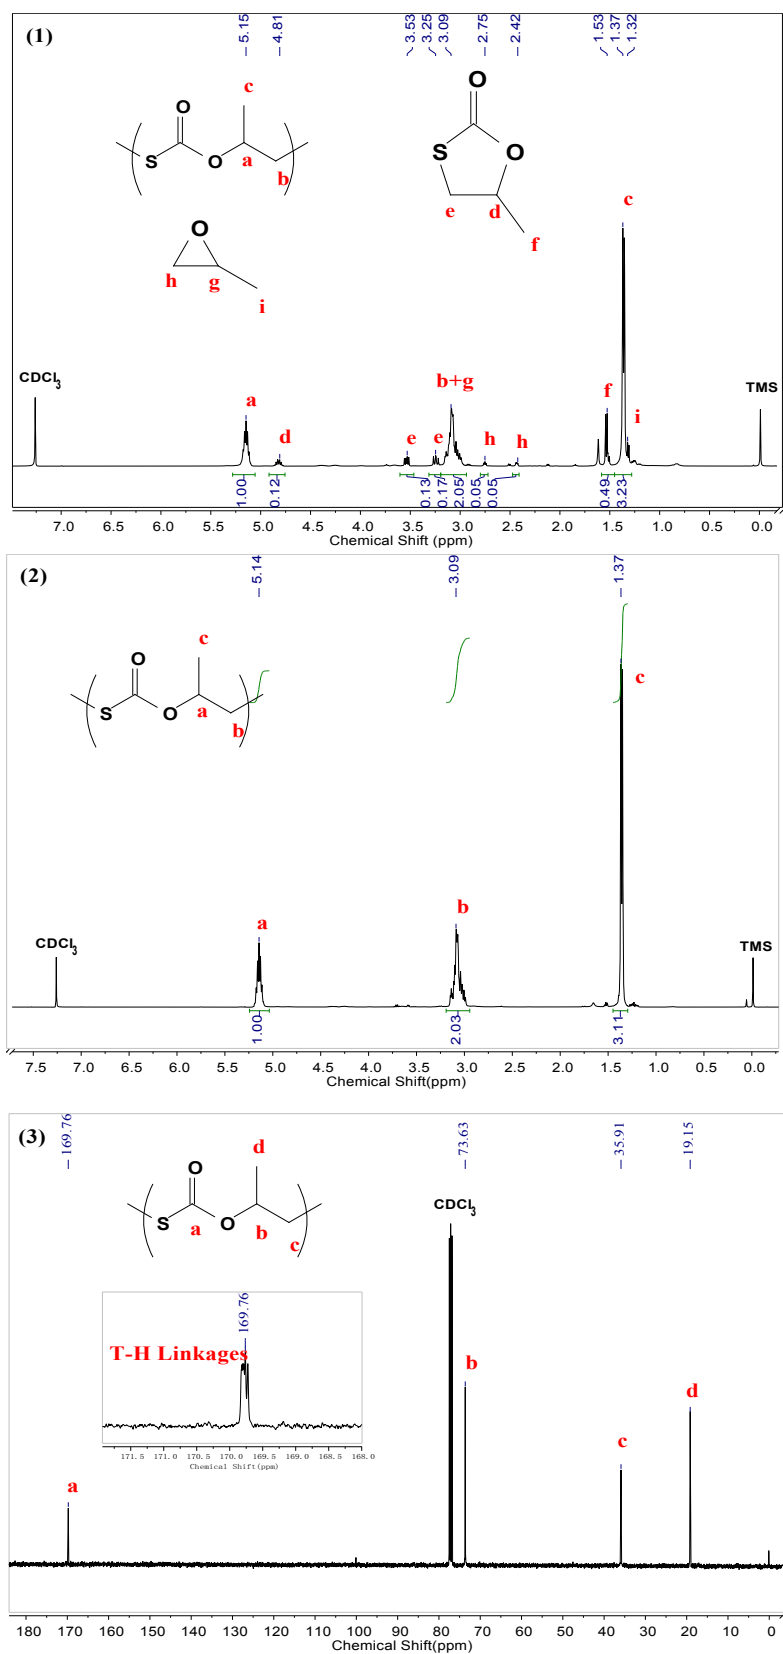 (1)
5.15
4.81
3.53
3.25
3.09
2.75
2.42
1.53
1.37
1.32
c
O
S
O
a
b
O
S
O
e
d
f
c
O
h
g
i
CDCl3
a
d
e
e
b+g
h
h
f
i
TMS
1.00
0.12
0.13
0.17
2.05
0.05
0.05
0.49
3.23
7.0 6.5 6.0 5.5 5.0 4.5 4.0 3.5 3.0 2.5 2.0 1.5 1.0 0.5 0.0
Chemical Shift (ppm)
(2)
5.14
3.09
1.37
c
O
S
O
a
b
c
CDCl3
a
b
TMS
1.00
2.03
3.11
7.5 7.0 6.5 6.0 5.5 5.0 4.5 4.0 3.5 3.0 2.5 2.0 1.5 1.0 0.5 0.0
Chemical Shift(ppm)
(3)
169.76
73.63
35.91
19.15
d
O
S
O
a
b
c
CDCl3
169.76
T-H Linkages
171.5 171.0 170.5 170.0 169.5 169.0 168.5 168.0
Chemical Shift(ppm)
a
b
c
d
180 170 160 150 140 130 120 110 100 90 80 70 60 50 40 30 20 10 0
Chemical Shift(ppm)